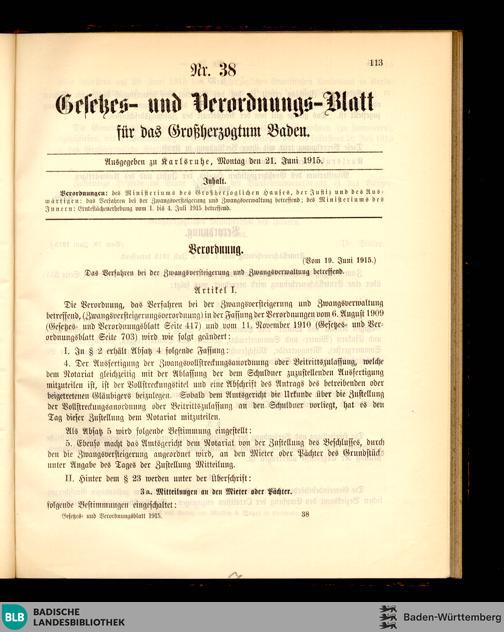 113
Nr. 38
Gesetzes- und Verordnungs-Blatt
für das Großherzogtum Baden.
Ausgegeben zu Karlsruhe, Montag den 21. Juni 1915.
Inhalt.
Verordnungen: des Ministeriums des Großherzoglichen Hauses, der Justiz und des Aus-
wärtigen: das Verfahren bei der Zwangsversteigerung und Zwangsverwaltung betreffend; des Ministeriums des
Innern: Ernteflächenerhebung vom 1. bis 4. Juli 1915 betreffend.
Verordnung.
(Vom 19. Juni 1915.)
Das Verfahren bei der Zwangsversteigerung und Zwangsverwaltung betreffend.
Artikel I.
Die Verordnung, das Verfahren bei der Zwangsversteigerung und Zwangsverwaltung
betreffend, (Zwangsversteigerungsverordnung) in der Fassung der Verordnungen vom 6. August 1909
(Gesetzes- und Verordnungsblatt Seite 417) und vom 11. November 1910 (Gesetzes- und Ver-
ordnungsblatt Seite 703) wird wie folgt geändert:
I. In § 2 erhält Absatz 4 folgende Fassung:
4. Der Ausfertigung der Zwangsvollstreckungsanordnung oder Beitrittszulassung, welche
dem Notariat gleichzeitig mit der Anlassung der dem Schuldner zuzustellenden Ausfertigung
mitzuteilen ist, ist der Vollstreckungstitel und eine Abschrift des Antrags des betreibenden oder
beigetretenen Gläubigers beizulegen. Sobald dem Amtsgericht die Urkunde über die Zustellung
der Vollstreckungsanordnung oder Beitrittszulassung an den Schuldner vorliegt, hat es den
Tag dieser Zustellung dem Notariat mitzuteilen.
Als Absatz 5 wird folgende Bestimmung eingestellt:
5. Ebenso macht das Amtsgericht dem Notariat von der Zustellung des Beschlusses, durch
den die Zwangsversteigerung angeordnet wird, an den Mieter oder Pächter des Grundstück
unter Angabe des Tages der Zustellung Mitteilung.
II. Hinter dem § 23 werden unter der Überschrift:
3a. Mitteilungen an den Mieter oder Pächter.
folgende Bestimmungen eingeschaltet:
Gesetzes- und Verordnungsblatt 1915.
38
BLB BADISCHE
LANDESBIBLIOTHEK
Baden-Württemberg